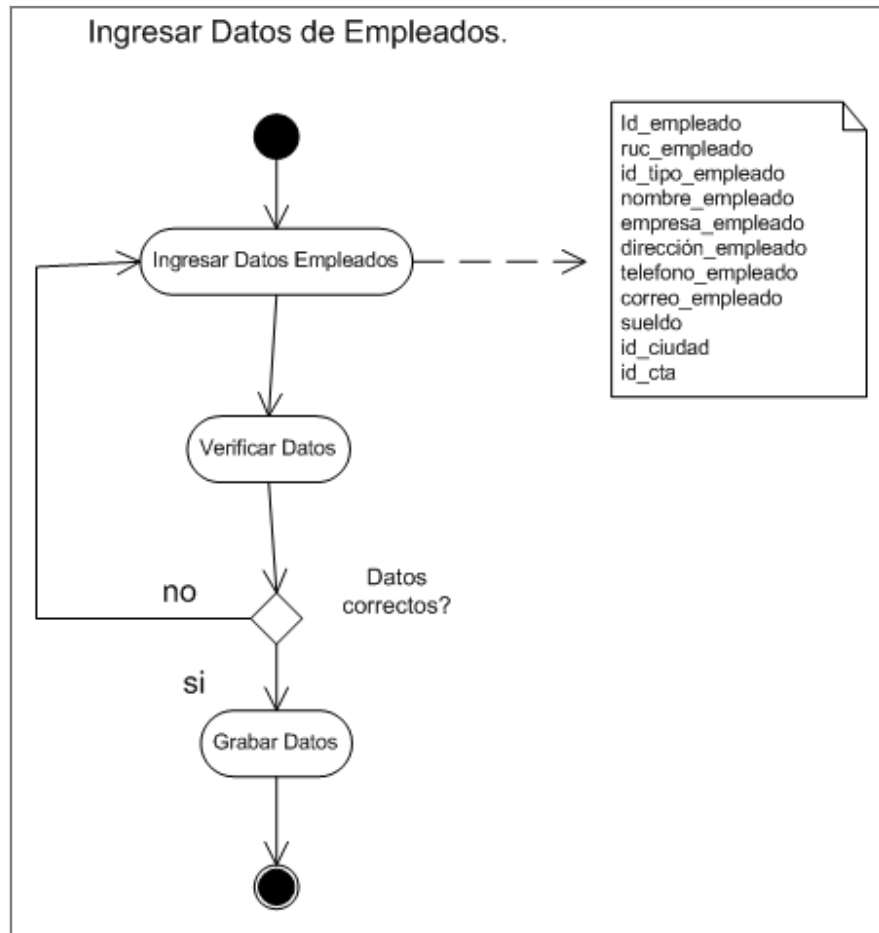 Ingresar Datos de Empleados.
Id_empleado
ruc_empleado
id_tipo_empleado
nombre_empleado
empresa_empleado
dirección_empleado
telefono_empleado
correo_empleado
sueldo
id_ciudad
id_cta
Ingresar Datos Empleados
Verificar Datos
no
Datos
correctos?
si
Grabar Datos